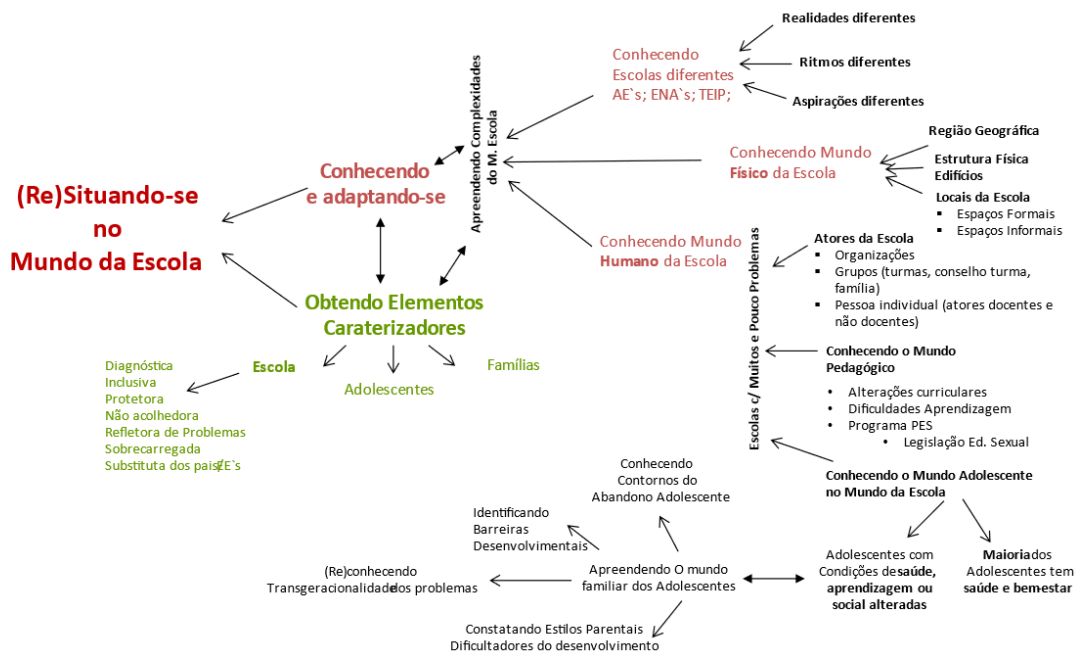 Realidades diferentes
Conhecendo
Escolas diferentes
AE`s; ENA`s; TEIP;
Ritmos diferentes
Aspirações diferentes
Apreendendo Complexidades
do M. Escola
Região Geográfica
Conhecendo Mundo
Físico da Escola
Estrutura Física
Edifícios
Locais da Escola
▪ Espaços Formais
▪ Espaços Informais
Conhecendo
e adaptando-se
(Re)Situando-se
no
Mundo da Escola
Conhecendo Mundo
Humano da Escola
Escolas c/ Muitos e Pouco Problemas
Atores da Escola
▪ Organizações
▪ Grupos (turmas, conselho turma,
família)
▪ Pessoa individual (atores docentes e
não docentes)
Obtendo Elementos
Caraterizadores
Escola
Adolescentes
Famílias
Diagnóstica
Inclusiva
Protetora
Não acolhedora
Refletora de Problemas
Sobrecarregada
Substituta dos pais/EE`s
Conhecendo o Mundo
Pedagógico
• Alterações curriculares
• Dificuldades Aprendizagem
• Programa PES
• Legislação Ed. Sexual
Conhecendo o Mundo Adolescente
no Mundo da Escola
Conhecendo
Contornos do
Abandono Adolescente
Identificando
Barreiras
Desenvolvimentais
(Re)conhecendo
Transgeracionalidade dos problemas
Apreendendo O mundo
familiar dos Adolescentes
Constatando Estilos Parentais
Dificultadores do desenvolvimento
Adolescentes com
Condições de saúde,
aprendizagem ou
social alteradas
Maioria dos
Adolescentes tem
saúde e bem-estar